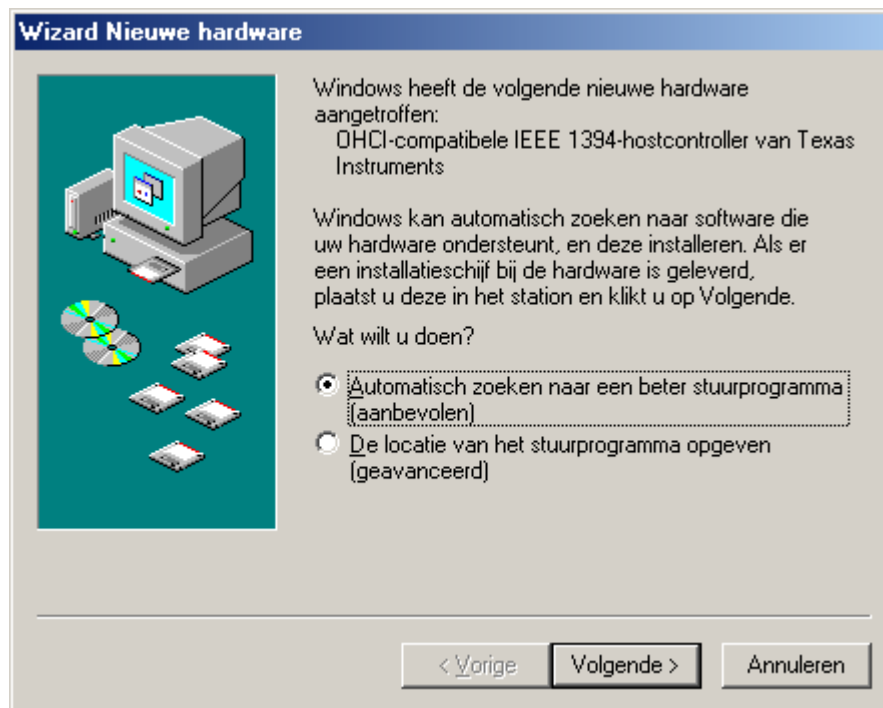 Wizard Nieuwe hardware
Windows heeft de volgende nieuwe hardware
aangetroffen:
OHCI-compatibele IEEE 1394-hostcontroller van Texas
Instruments
Windows kan automatisch zoeken naar software die
uw hardware ondersteunt, en deze installeren. Als er
een installatieschijf bij de hardware is geleverd,
plaatst u deze in het station en klikt u op Volgende.
Wat wilt u doen?
Automatisch zoeken naar een beter stuurprogramma
(aanbevolen)
De locatie van het stuurprogramma opgeven
(geavanceerd)
< Vorige
Volgende >
Annuleren